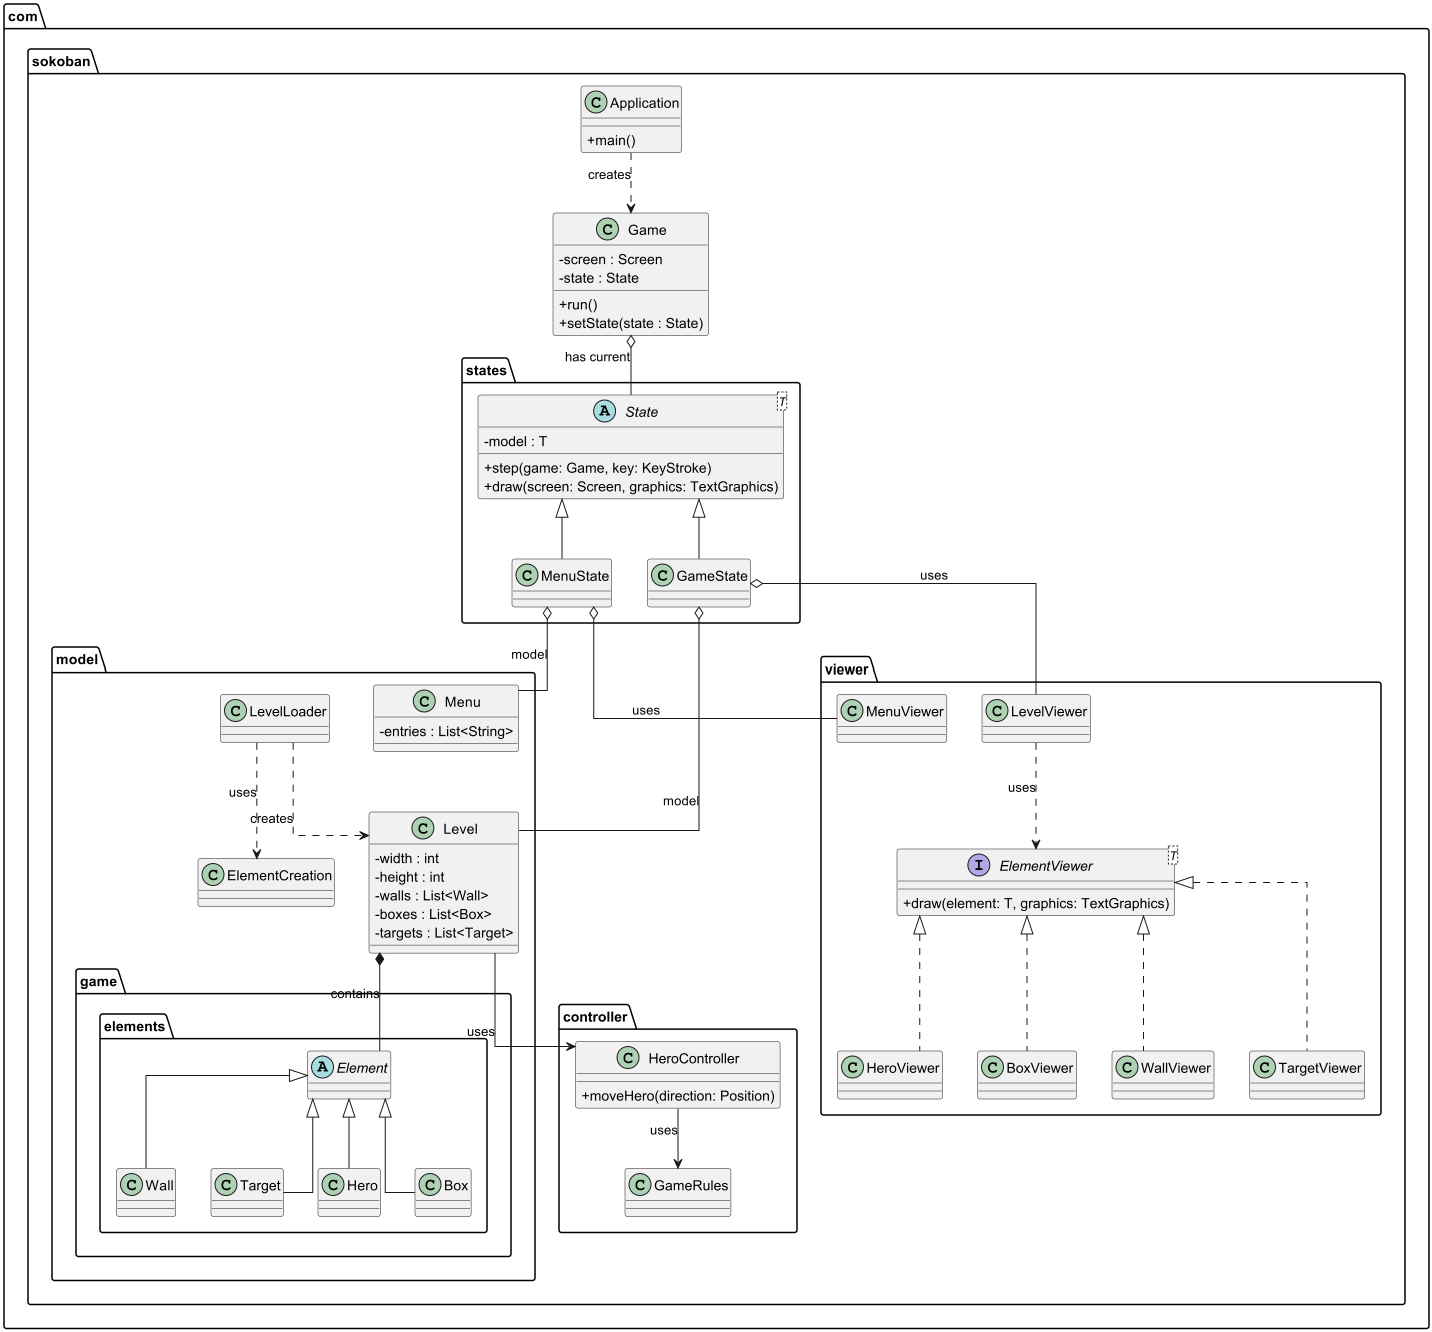 com
sokoban
C Application
+main()
creates
C Game
-screen : Screen
-state : State
+run()
+setState(state : State)
has current
states
T
A State
-model : T
+step(game: Game, key: KeyStroke)
+draw(screen: Screen, graphics: TextGraphics)
C MenuState
C GameState
uses
model
model
viewer
C LevelLoader
C Menu
-entries : List<String>
uses
C MenuViewer
C LevelViewer
uses
creates
model
uses
C Level
-width : int
-height : int
-walls : List<Wall>
-boxes : List<Box>
-targets : List<Target>
C ElementCreation
T
I ElementViewer
+draw(element: T, graphics: TextGraphics)
game
contains
elements
uses
controller
A Element
C HeroController
+moveHero(direction: Position)
C HeroViewer
C BoxViewer
C WallViewer
C TargetViewer
uses
C Wall
C Target
C Hero
C Box
C GameRules